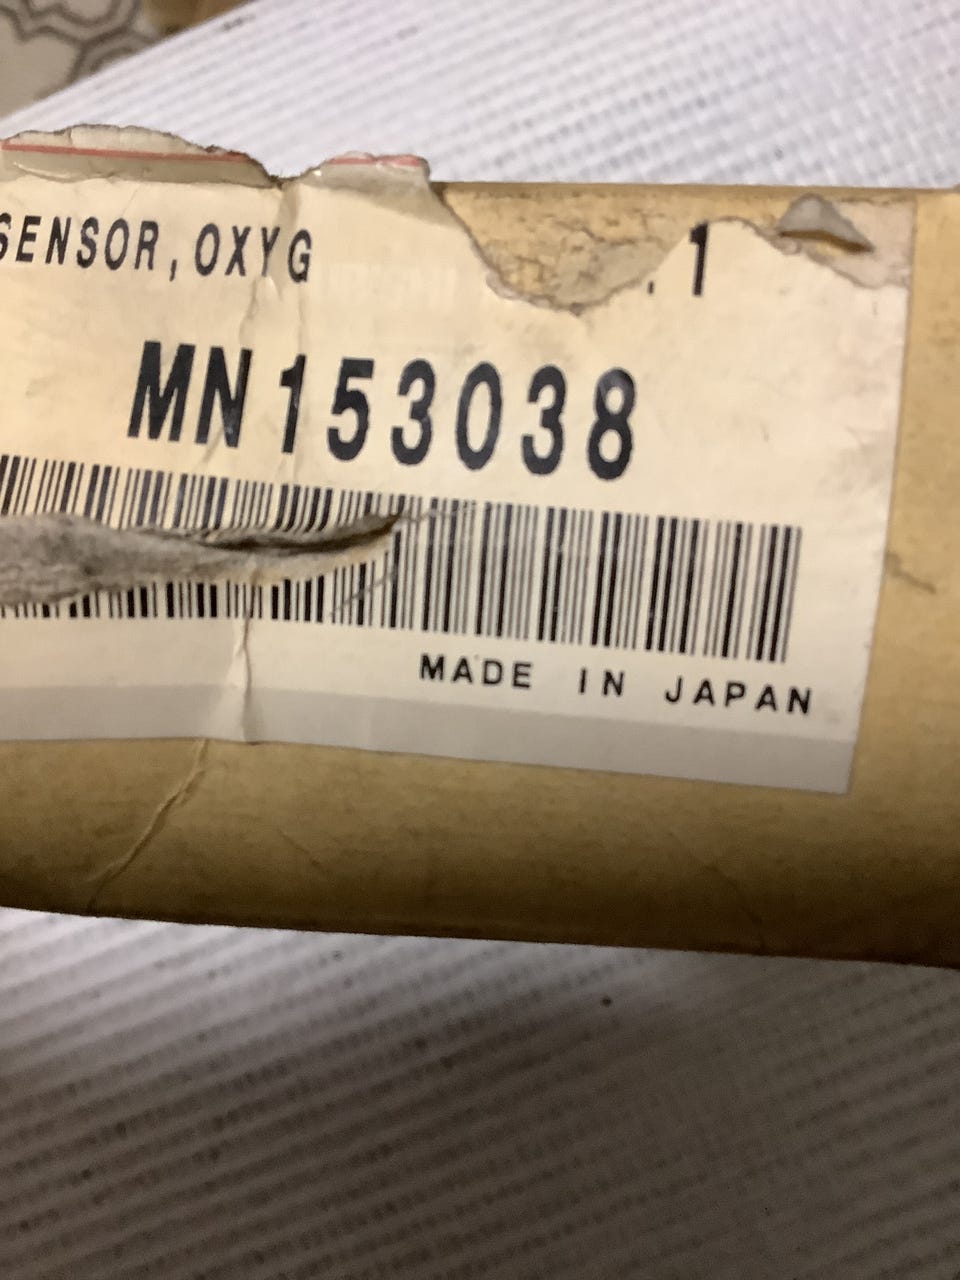 SENSOR,OXYG .1
MN153038
MADE IN JAPAN